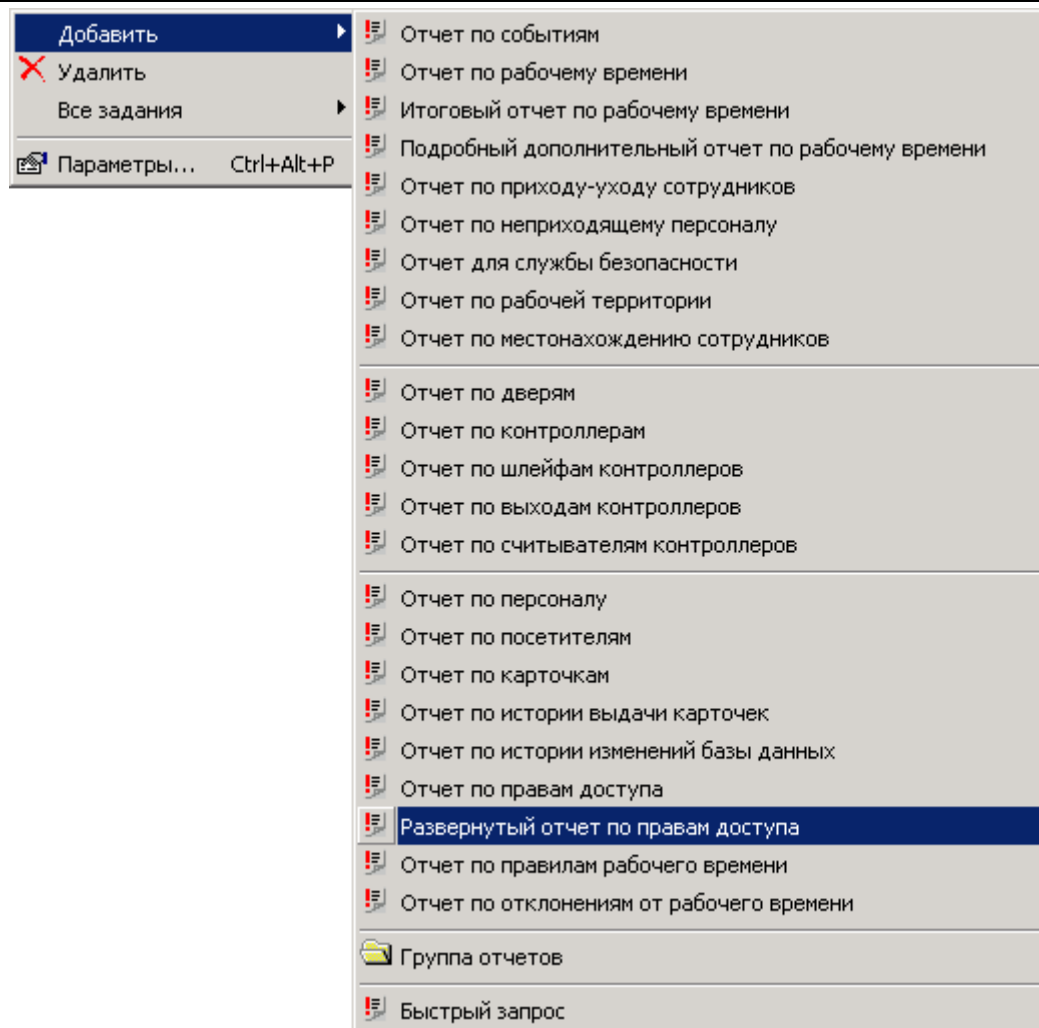 Добавить
Удалить
Все задания
Параметры... Ctrl+Alt+P
Отчет по событиям
Отчет по рабочему времени
Итоговый отчет по рабочему времени
Подробный дополнительный отчет по рабочему времени
Отчет по приходу-уходу сотрудников
Отчет по неприходящему персоналу
Отчет для службы безопасности
Отчет по рабочей территории
Отчет по местонахождению сотрудников
Отчет по дверям
Отчет по контроллерам
Отчет по шлейфам контроллеров
Отчет по выходам контроллеров
Отчет по считывателям контроллеров
Отчет по персоналу
Отчет по посетителям
Отчет по карточкам
Отчет по истории выдачи карточек
Отчет по истории изменений базы данных
Отчет по правам доступа
Развернутый отчет по правам доступа
Отчет по правилам рабочего времени
Отчет по отклонениям от рабочего времени
Группа отчетов
Быстрый запрос